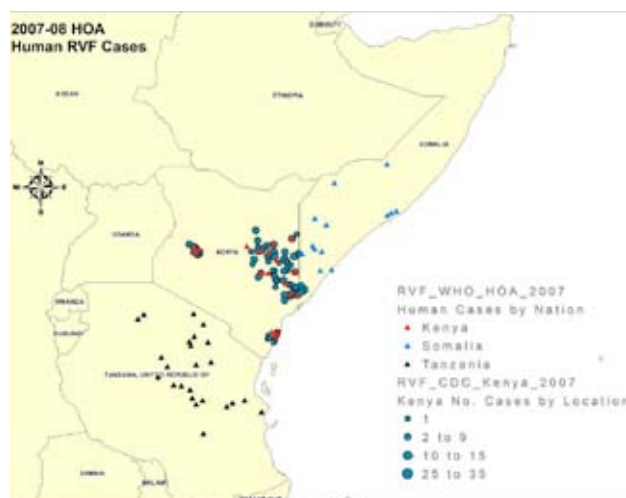 2007-08 HOA
Human RVF Cases
DJIBOUTI
SUDAN
ETHIOPIA
SOMALIA
N
UGANDA
KENYA
RWANDA
BURUNDI
TANZANIA, UNITED REPUBLIC OF
ZAMBIA
MALAWI
RVF_WHO_HOA_2007
Human Cases by Nation
Kenya
Somalia
Tanzania
RVF_CDC_Kenya_2007
Kenya No. Cases by Location
1
2 to 9
10 to 15
25 to 35